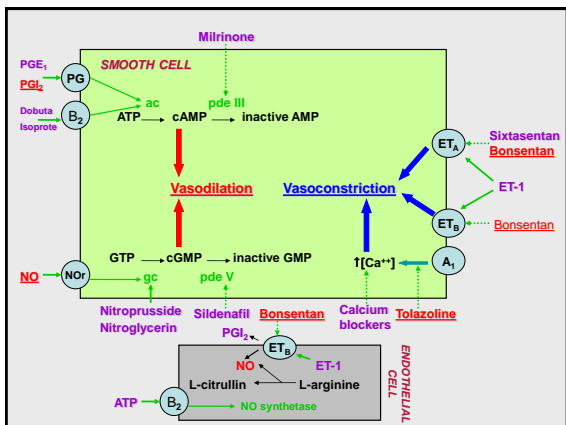 Milrinone
SMOOTH CELL
PGE1
PGI2
PG
ac
pde III
Dobuta
Isoprote
B2
ATP
cAMP
inactive AMP
Sixtasentan
Bonsentan
ETA
Vasodilation
Vasoconstriction
ET-1
ETB
Bonsentan
GTP
cGMP
inactive GMP
↑[Ca++]
A1
NO
NOr
gc
pde V
Nitroprusside
Nitroglycerin
Sildenafil
Bonsentan
Calcium
blockers
Tolazoline
PGI2
ETB
NO
ET-1
L-citrullin
L-arginine
ENDOTHELIAL
CELL
ATP
B2
NO synthetase